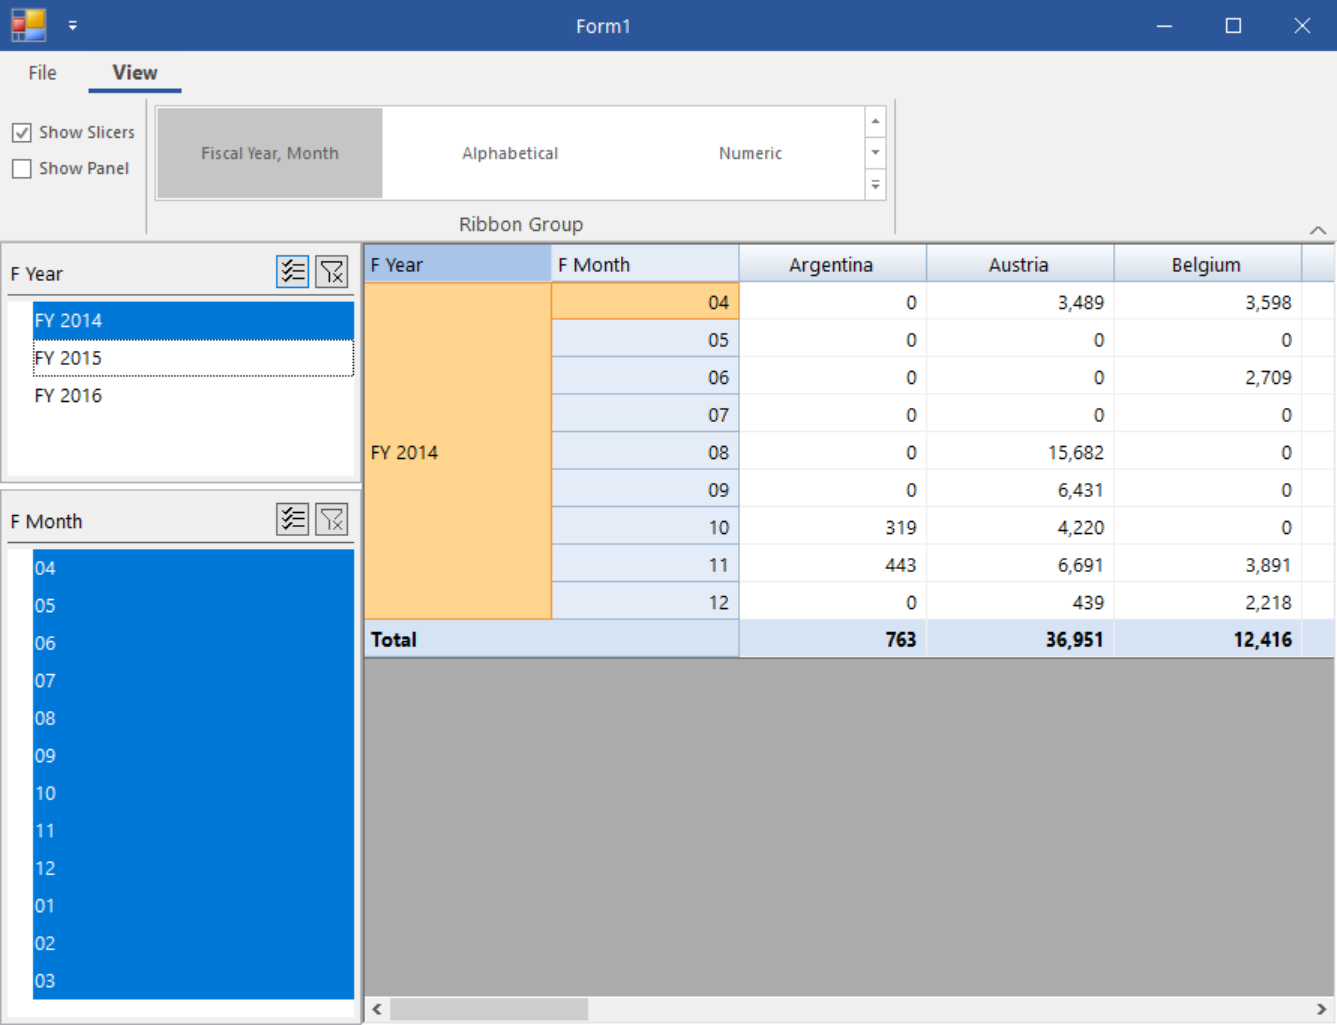 Form1
File View
Show Slicers
Show Panel
Fiscal Year, Month Alphabetical Numeric
Ribbon Group
F Year
FY 2014
FY 2015
FY 2016
F Month
04
05
06
07
08
09
10
11
12
01
02
03
F Year F Month Argentina Austria Belgium
04 0 3,489 3,598
05 0 0 0
06 0 0 2,709
07 0 0 0
FY 2014 08 0 15,682 0
09 0 6,431 0
10 319 4,220 0
11 443 6,691 3,891
12 0 439 2,218
Total 763 36,951 12,416